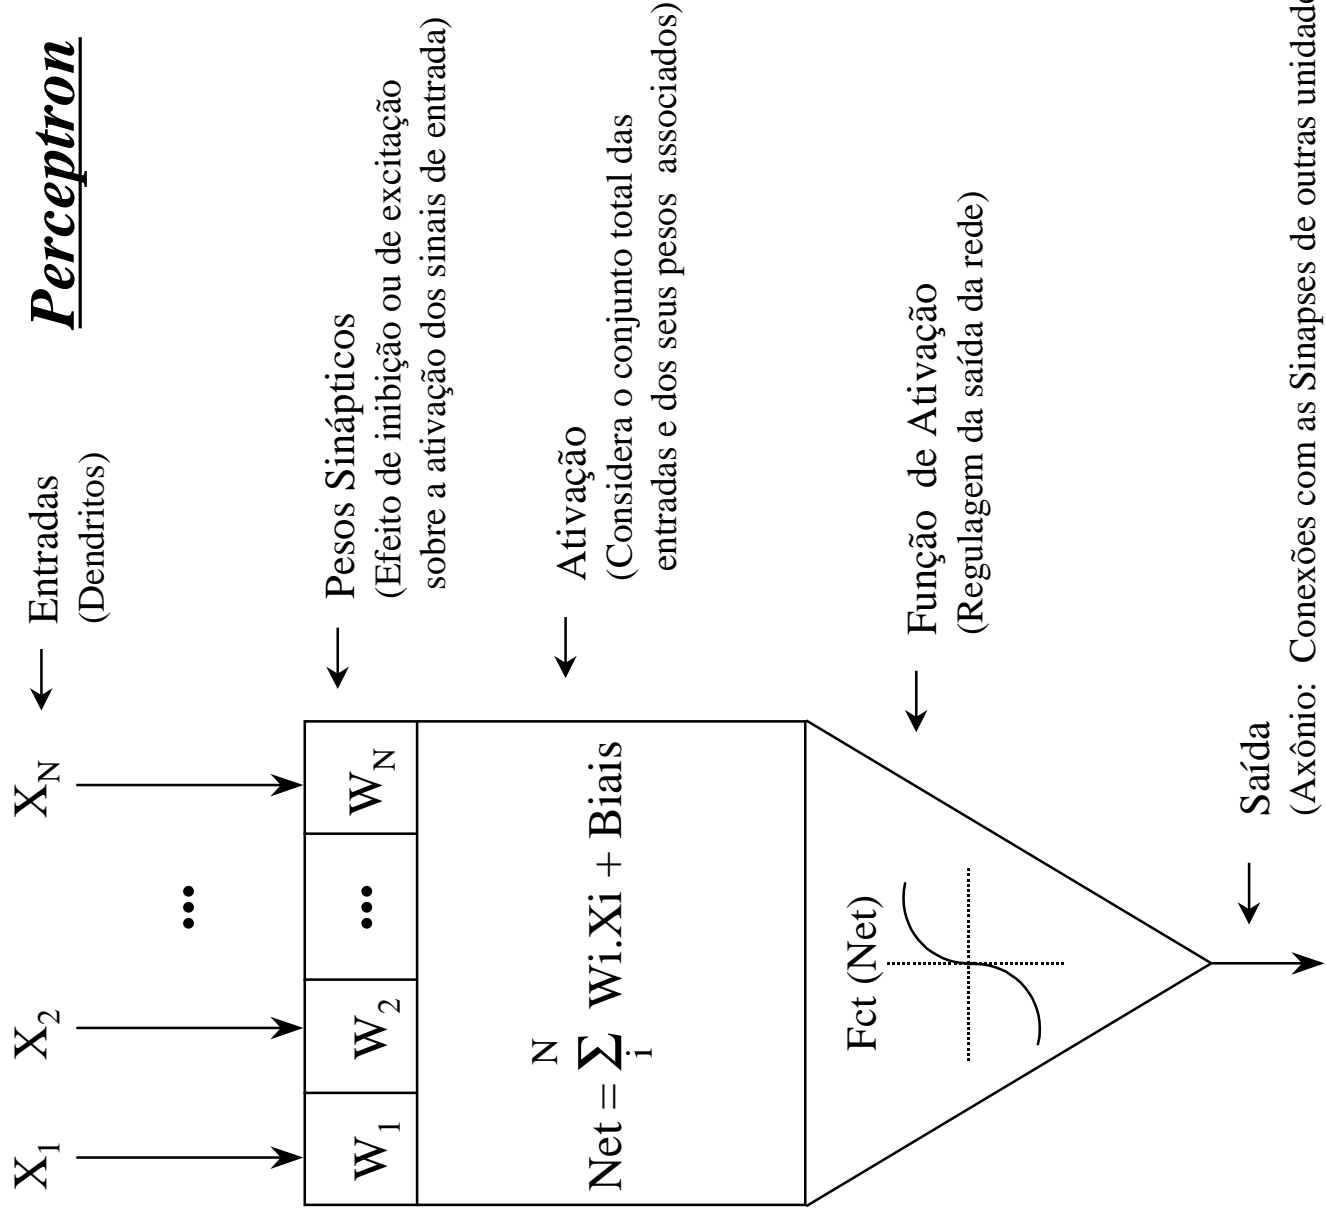 Perceptron
X1 X2 XN
Entradas
(Dendritos)
...
W1 W2 ... WN
Pesos Sinápticos
(Efeito de inibição ou de excitação
sobre a ativação dos sinais de entrada)
N
Net = Σ Wi.Xi + Biais
i
Ativação
(Considera o conjunto total das
entradas e dos seus pesos associados)
Fct (Net)
Função de Ativação
(Regulagem da saída da rede)
Saída
(Axônio: Conexões com as Sinapses de outras